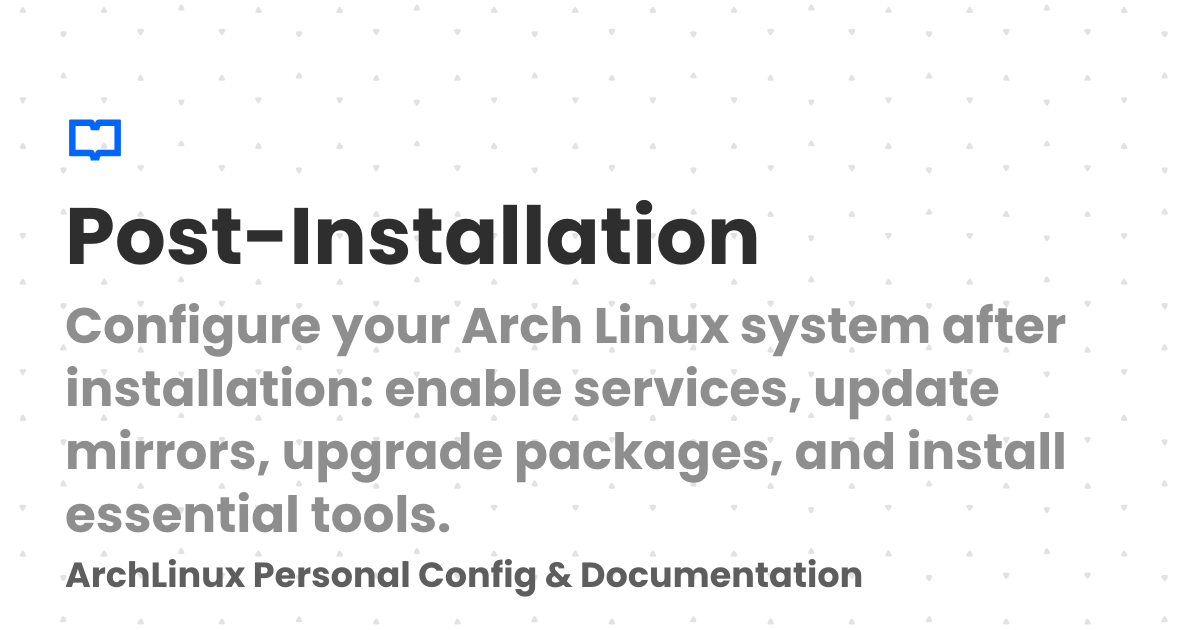 Post-Installation
Configure your Arch Linux system after
installation: enable services, update
mirrors, upgrade packages, and install
essential tools.
ArchLinux Personal Config & Documentation